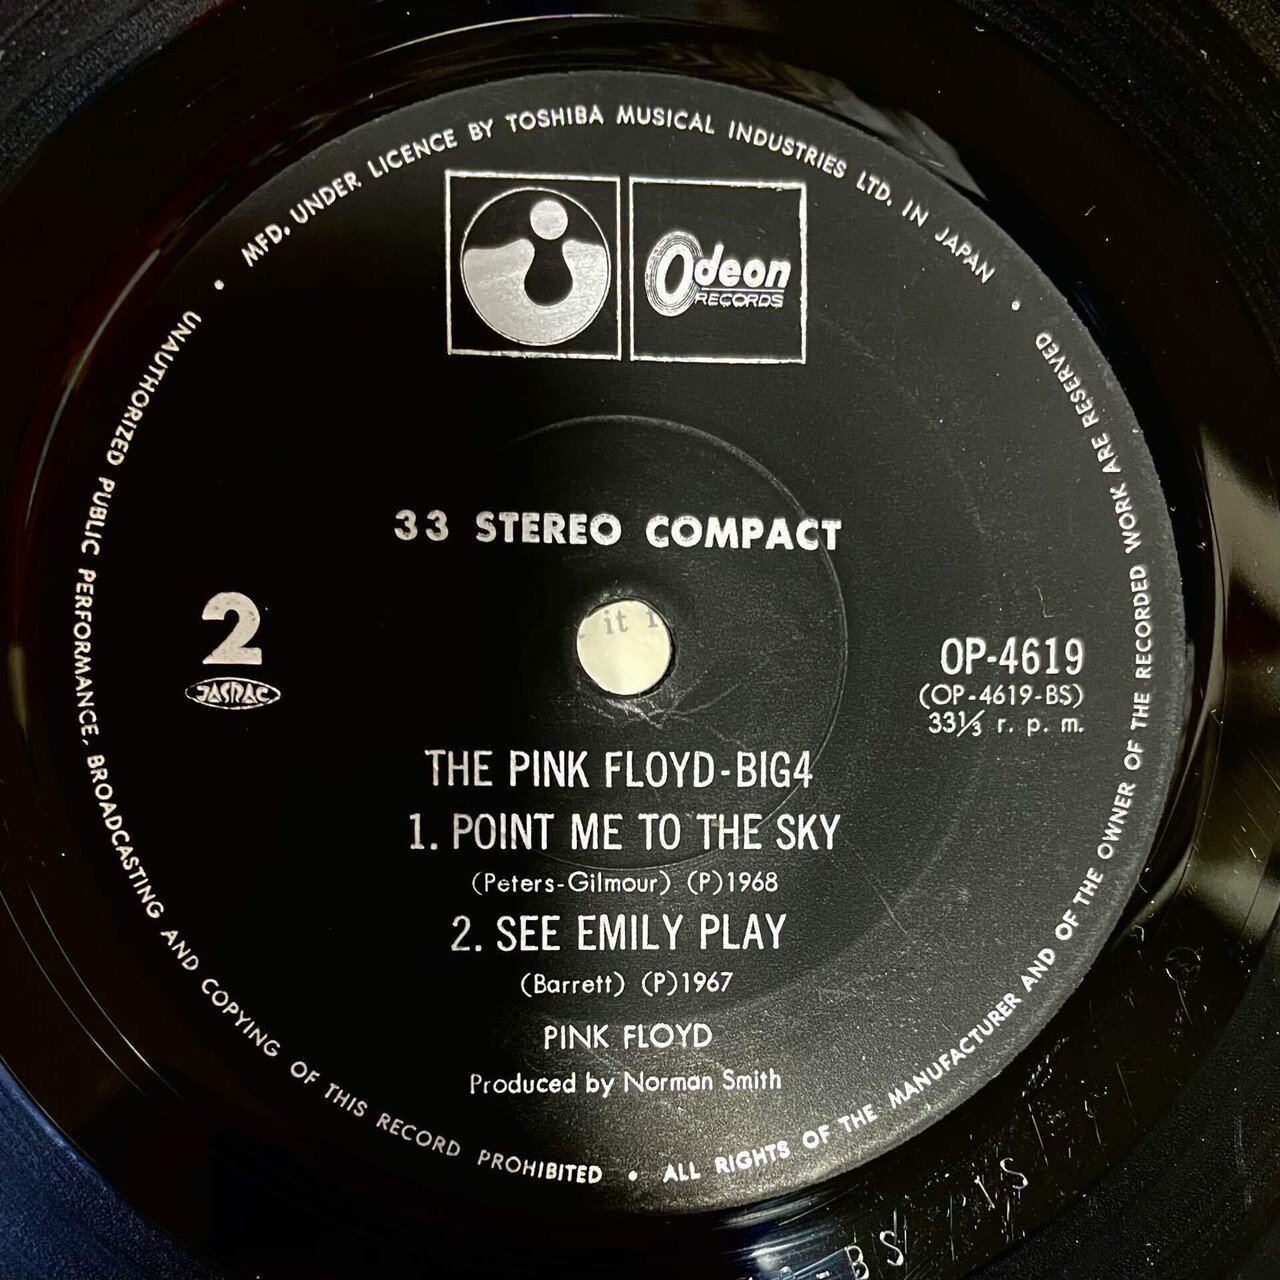 MFD. UNDER LICENCE BY TOSHIBA MUSICAL INDUSTRIES LTD. IN JAPAN
Odeon
RECORDS
33 STEREO COMPACT
it
2
JASRAC
OP-4619
(OP-4619-BS)
33⅓ r. p. m.
THE PINK FLOYD-BIG4
1. POINT ME TO THE SKY
(Peters-Gilmour) (P)1968
2. SEE EMILY PLAY
(Barrett) (P)1967
PINK FLOYD
Produced by Norman Smith
UNAUTHORIZED PUBLIC PERFORMANCE, BROADCASTING AND COPYING OF THIS RECORD PROHIBITED • ALL RIGHTS OF THE MANUFACTURER AND OF THE OWNER OF THE RECORDED WORK ARE RESERVED
-BS 1S